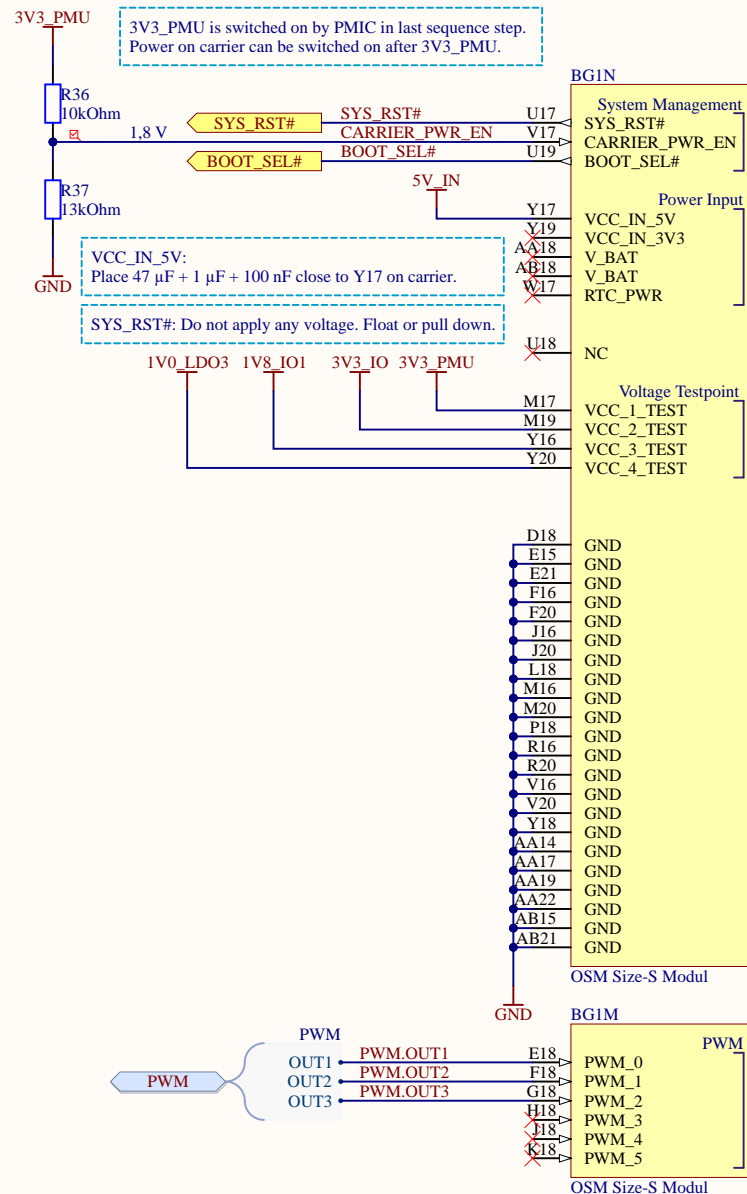 3V3_PMU
3V3_PMU is switched on by PMIC in last sequence step.
Power on carrier can be switched on after 3V3_PMU.
R36
10kOhm
1,8 V
R37
13kOhm
GND
BG1N
System Management
SYS_RST# SYS_RST# U17 SYS_RST#
CARRIER_PWR_EN V17 CARRIER_PWR_EN
BOOT_SEL# BOOT_SEL# U19 BOOT_SEL#
5V_IN
Power Input
Y17 VCC_IN_5V
Y19 VCC_IN_3V3
AA18 V_BAT
AB18 V_BAT
W17 RTC_PWR
VCC_IN_5V:
Place 47 µF + 1 µF + 100 nF close to Y17 on carrier.
SYS_RST#: Do not apply any voltage. Float or pull down.
U18 NC
1V0_LDO3 1V8_IO1 3V3_IO 3V3_PMU
Voltage Testpoint
M17 VCC_1_TEST
M19 VCC_2_TEST
Y16 VCC_3_TEST
Y20 VCC_4_TEST
D18 GND
E15 GND
E21 GND
F16 GND
F20 GND
J16 GND
J20 GND
L18 GND
M16 GND
M20 GND
P18 GND
R16 GND
R20 GND
V16 GND
V20 GND
Y18 GND
AA14 GND
AA17 GND
AA19 GND
AA22 GND
AB15 GND
AB21 GND
OSM Size-S Modul
GND
BG1M
PWM
PWM
PWM
OUT1 PWM.OUT1 E18 PWM_0
OUT2 PWM.OUT2 F18 PWM_1
OUT3 PWM.OUT3 G18 PWM_2
H18 PWM_3
J18 PWM_4
K18 PWM_5
OSM Size-S Modul